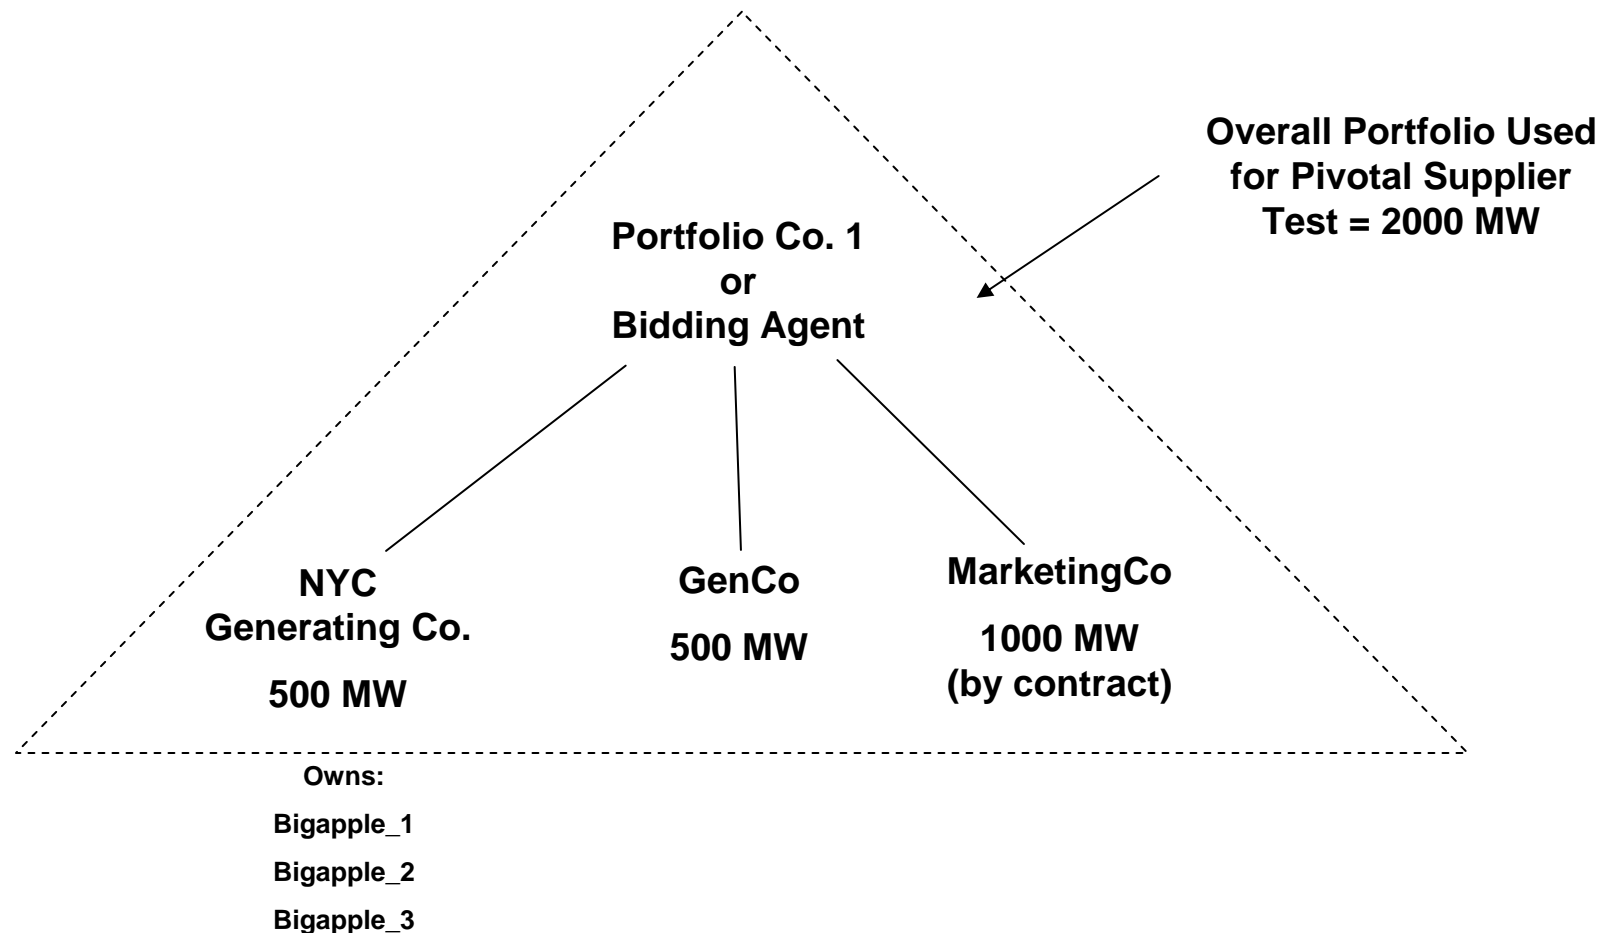 Overall Portfolio Used
for Pivotal Supplier
Test = 2000 MW
Portfolio Co. 1
or
Bidding Agent
NYC
Generating Co.
500 MW
GenCo
500 MW
MarketingCo
1000 MW
(by contract)
Owns:
Bigapple_1
Bigapple_2
Bigapple_3